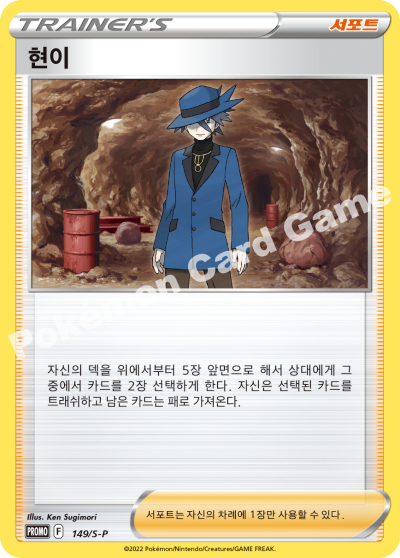 TRAINER'S
서포트
현이
Pokémon Card Game
자신의 덱을 위에서부터 5장 앞면으로 해서 상대에게 그
중에서 카드를 2장 선택하게 한다. 자신은 선택된 카드를
트래쉬하고 남은 카드는 패로 가져온다.
Illus. Ken Sugimori
PROMO F 149/S-P
서포트는 자신의 차례에 1장만 사용할 수 있다.
©2022 Pokémon/Nintendo/Creatures/GAME FREAK.